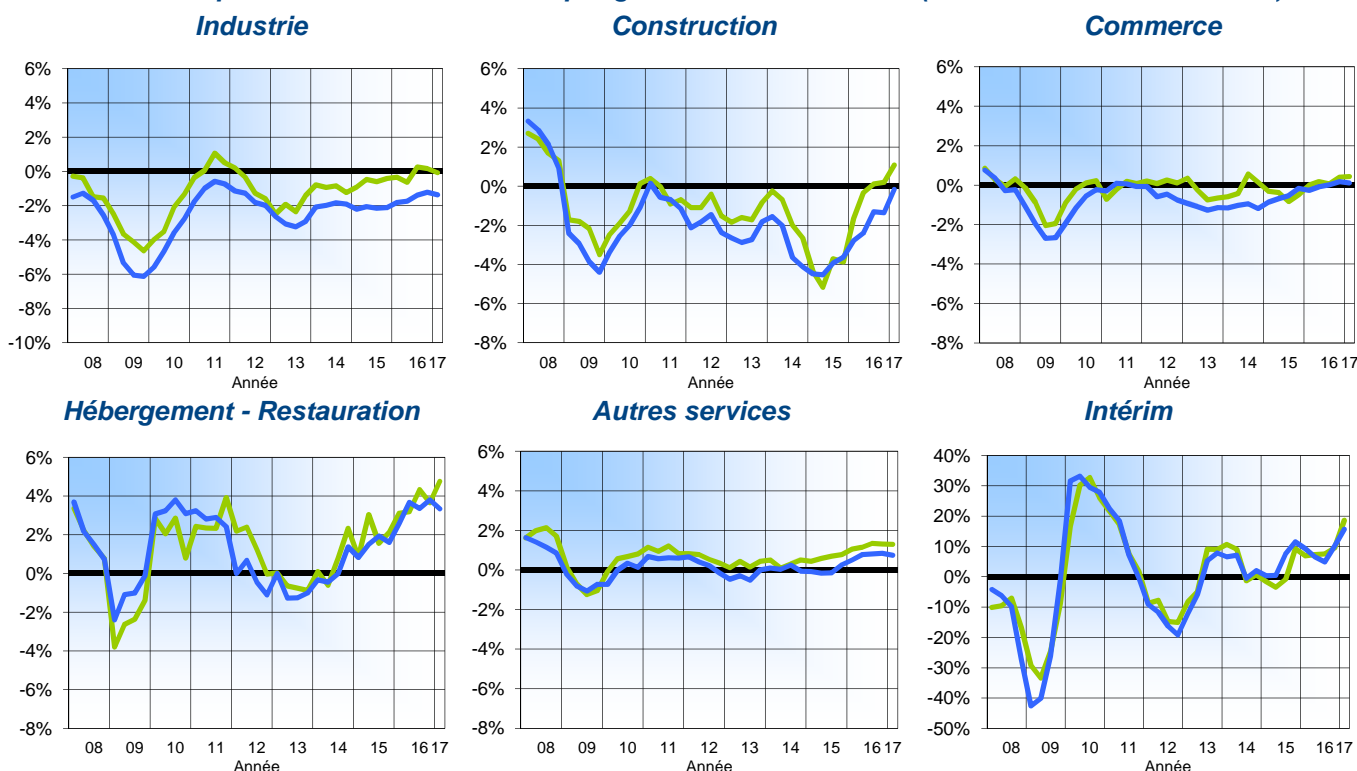 Industrie
Construction
Commerce
6%
4%
2%
0%
-2%
-4%
-6%
-8%
-10%
08 09 10 11 12 13 14 15 16 17
Année
6%
4%
2%
0%
-2%
-4%
-6%
-8%
08 09 10 11 12 13 14 15 16 17
Année
6%
4%
2%
0%
-2%
-4%
-6%
-8%
08 09 10 11 12 13 14 15 16 17
Année
Hébergement - Restauration
Autres services
Intérim
6%
4%
2%
0%
-2%
-4%
-6%
-8%
08 09 10 11 12 13 14 15 16 17
Année
6%
4%
2%
0%
-2%
-4%
-6%
-8%
08 09 10 11 12 13 14 15 16 17
Année
40%
30%
20%
10%
0%
-10%
-20%
-30%
-40%
-50%
08 09 10 11 12 13 14 15 16 17
Année